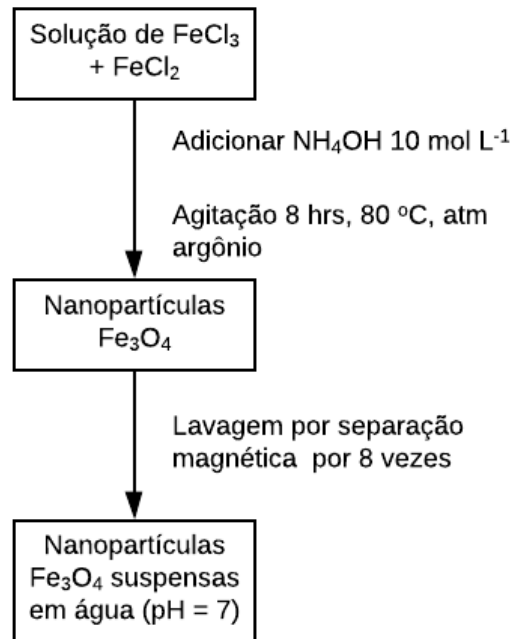 Solução de FeCl₃
+ FeCl₂
Adicionar NH₄OH 10 mol L⁻¹
Agitação 8 hrs, 80 ºC, atm
argônio
Nanopartículas
Fe₃O₄
Lavagem por separação
magnética por 8 vezes
Nanopartículas
Fe₃O₄ suspensas
em água (pH = 7)